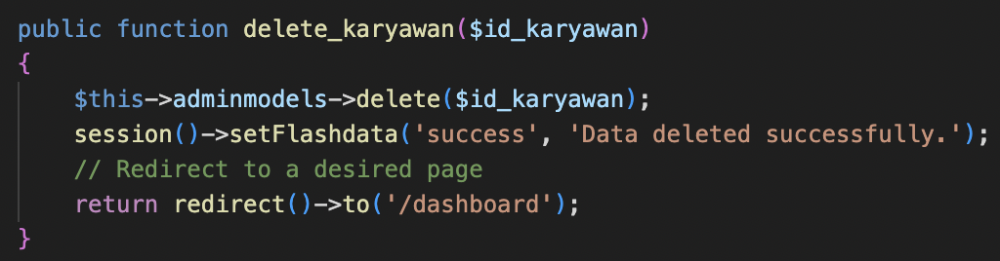 public function delete_karyawan($id_karyawan)
{
    $this->adminmodels->delete($id_karyawan);
    session()->setFlashdata('success', 'Data deleted successfully.');
    // Redirect to a desired page
    return redirect()->to('/dashboard');
}